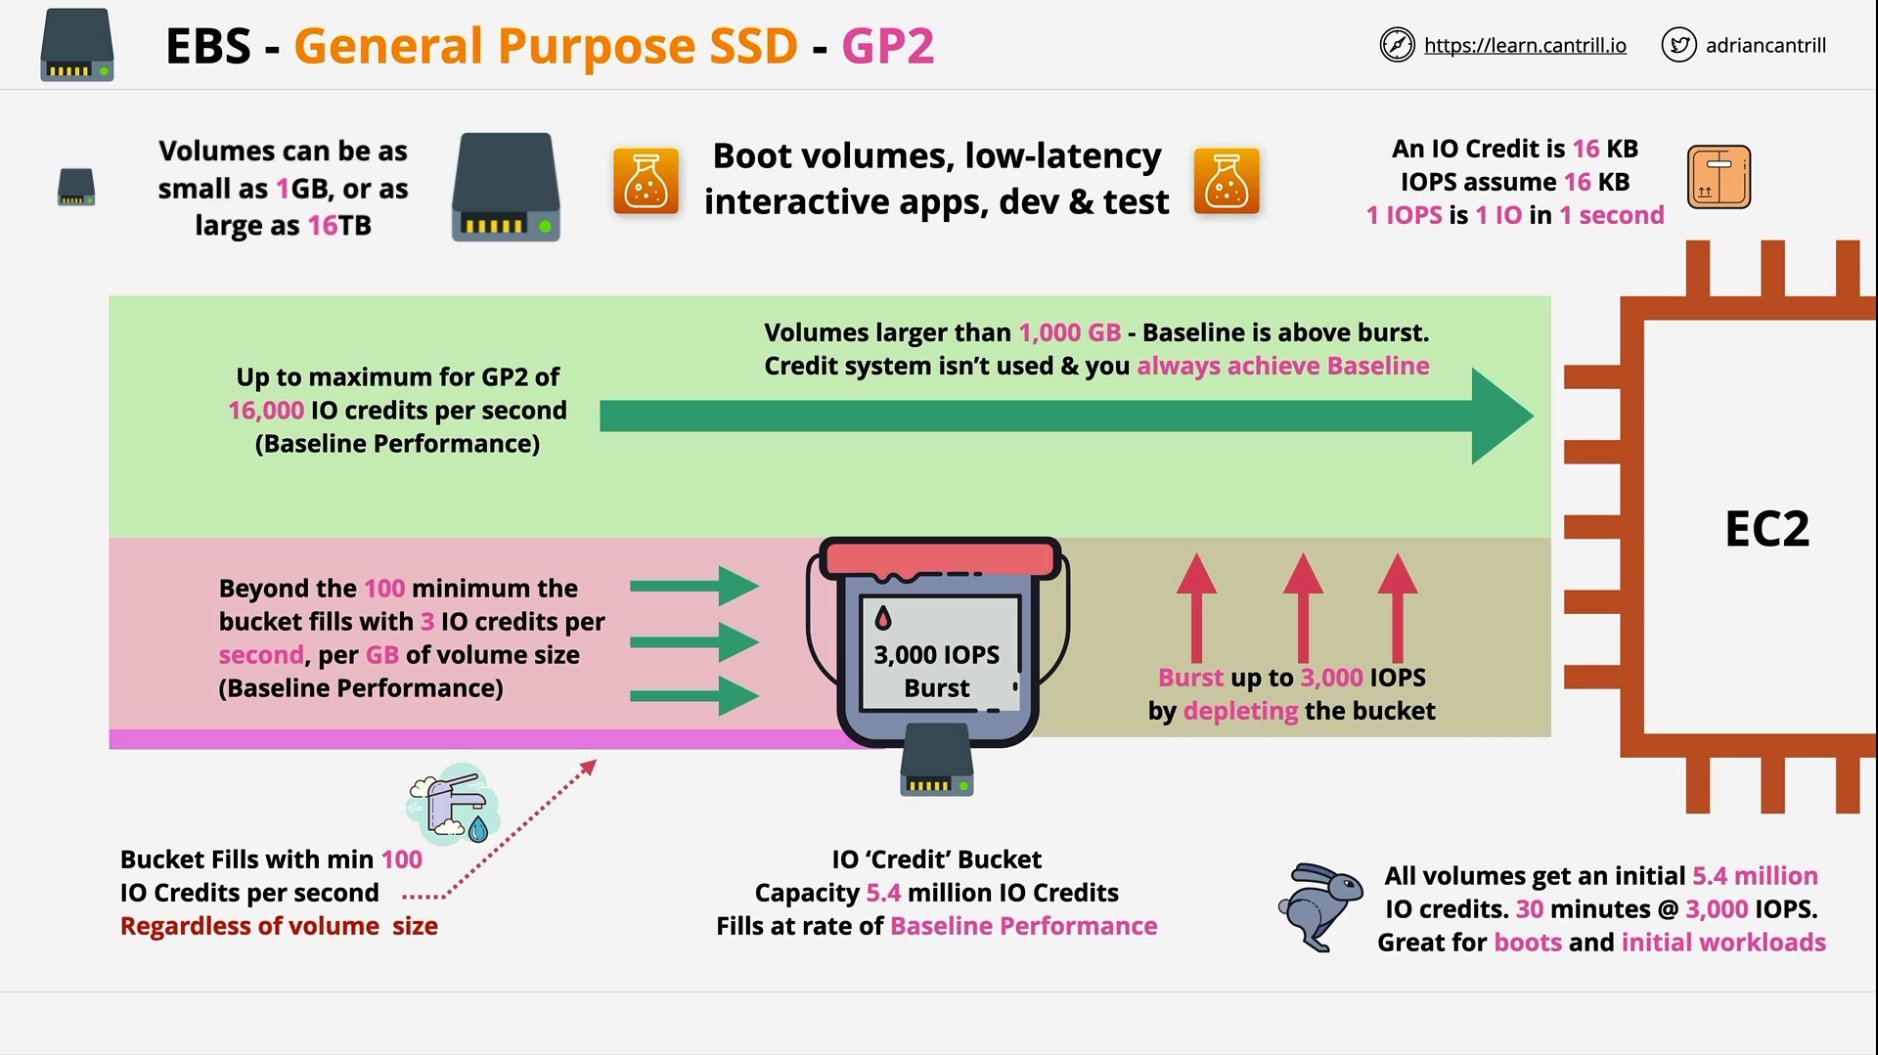 EBS - General Purpose SSD - GP2
https://learn.cantrill.io
adriancantrill
Volumes can be as
small as 1GB, or as
large as 16TB
Boot volumes, low-latency
interactive apps, dev & test
An IO Credit is 16 KB
IOPS assume 16 KB
1 IOPS is 1 IO in 1 second
Volumes larger than 1,000 GB - Baseline is above burst.
Credit system isn’t used & you always achieve Baseline
Up to maximum for GP2 of
16,000 IO credits per second
(Baseline Performance)
EC2
Beyond the 100 minimum the
bucket fills with 3 IO credits per
second, per GB of volume size
(Baseline Performance)
3,000 IOPS
Burst
Burst up to 3,000 IOPS
by depleting the bucket
Bucket Fills with min 100
IO Credits per second
Regardless of volume size
IO ‘Credit’ Bucket
Capacity 5.4 million IO Credits
Fills at rate of Baseline Performance
All volumes get an initial 5.4 million
IO credits. 30 minutes @ 3,000 IOPS.
Great for boots and initial workloads